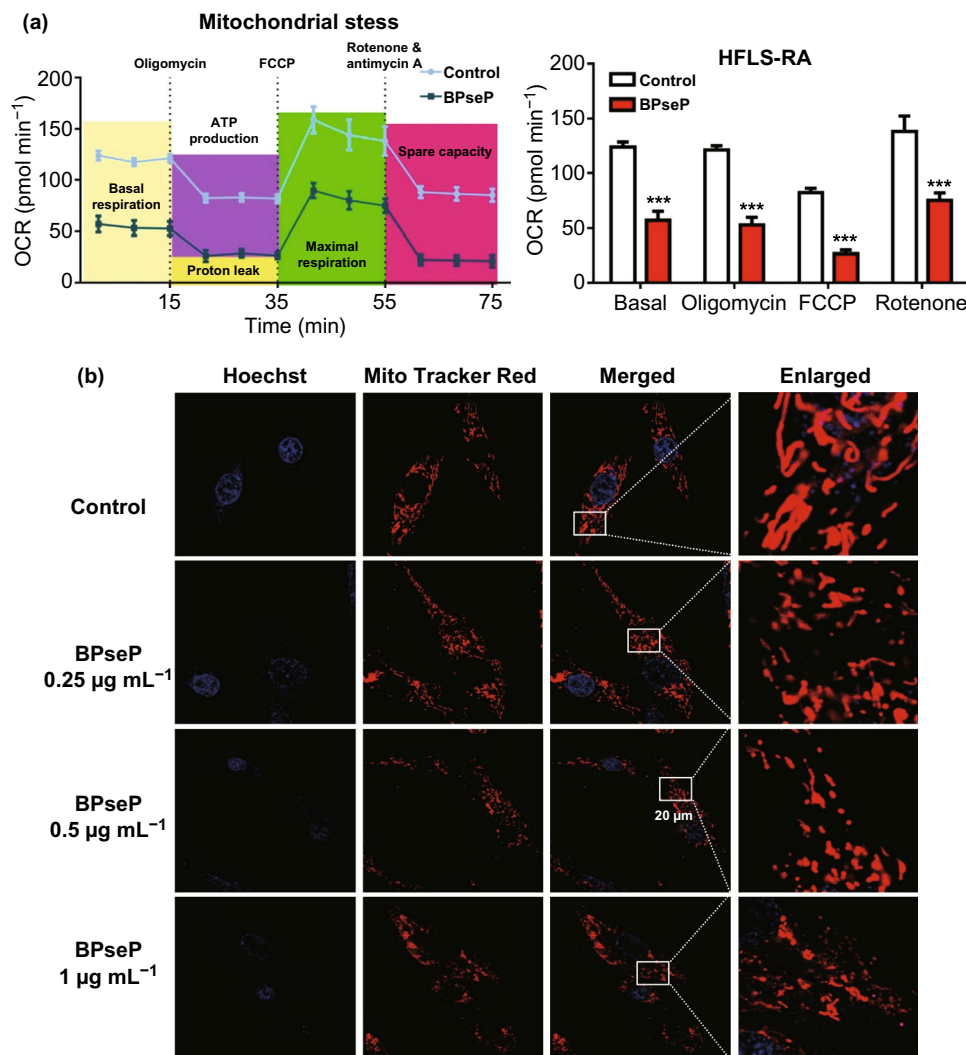 (a)
Mitochondrial stess
Oligomycin
FCCP
Rotenone &
antimycin A
Control
BPseP
OCR (pmol min⁻¹)
200
150
100
50
0
ATP
production
Basal
respiration
Proton leak
Maximal
respiration
Spare capacity
15
35
55
75
Time (min)
HFLS-RA
Control
BPseP
OCR (pmol min⁻¹)
200
150
100
50
0
***
***
***
***
Basal
Oligomycin
FCCP
Rotenone
(b)
Hoechst
Mito Tracker Red
Merged
Enlarged
Control
BPseP
0.25 µg mL⁻¹
BPseP
0.5 µg mL⁻¹
20 µm
BPseP
1 µg mL⁻¹